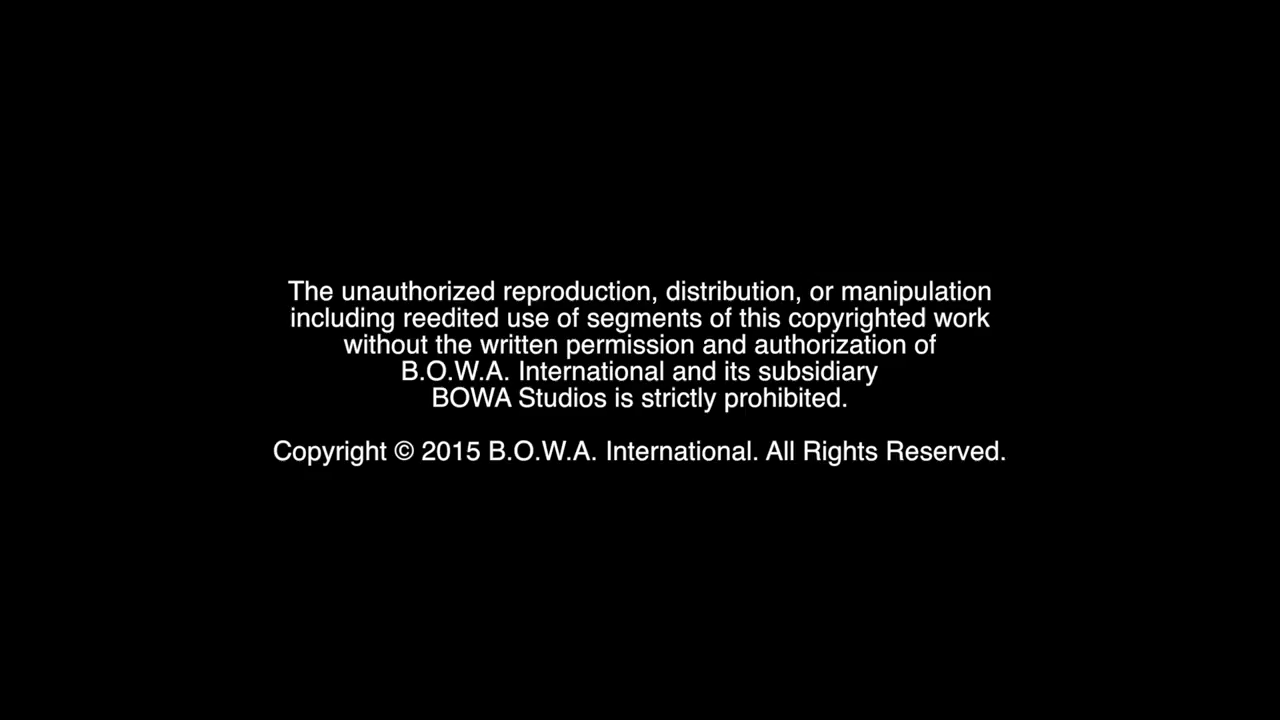 The unauthorized reproduction, distribution, or manipulation
including reedited use of segments of this copyrighted work
without the written permission and authorization of
B.O.W.A. International and its subsidiary
BOWA Studios is strictly prohibited.
Copyright © 2015 B.O.W.A. International. All Rights Reserved.